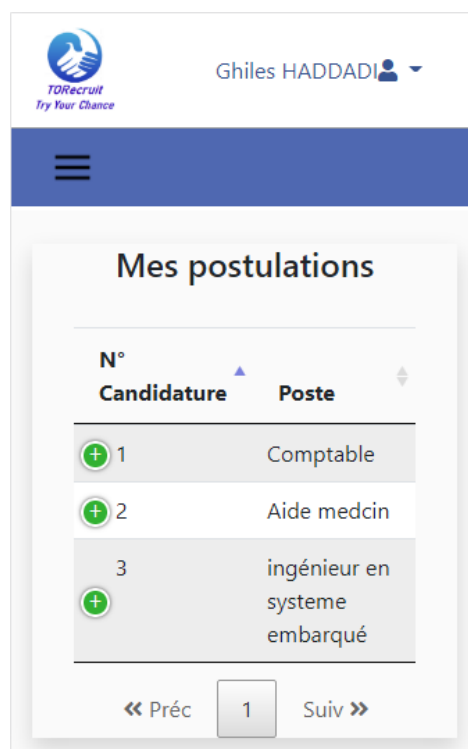 TORecruit
Try Your Chance
Ghiles HADDADI
Mes postulations
N°
Candidature
Poste
1 Comptable
2 Aide medcin
3 ingénieur en
systeme
embarqué
Préc 1 Suiv